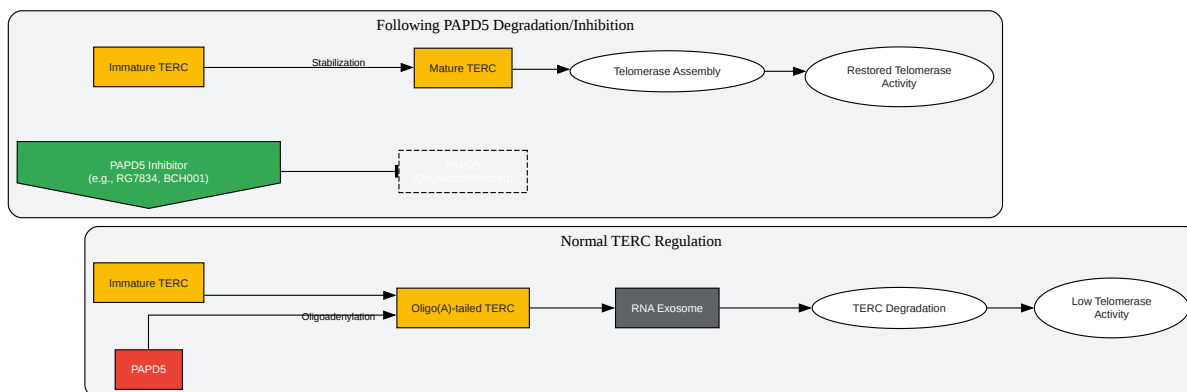 Following PAPD5 Degradation/Inhibition
Immature TERC
Stabilization
Mature TERC
Telomerase Assembly
Restored Telomerase
Activity
PAPD5 Inhibitor
(e.g., RG7834, BCH001)
PAPD5
(Degraded/Inhibited)
Normal TERC Regulation
Immature TERC
Oligoadenylation
Oligo(A)-tailed TERC
RNA Exosome
TERC Degradation
Low Telomerase
Activity
PAPD5